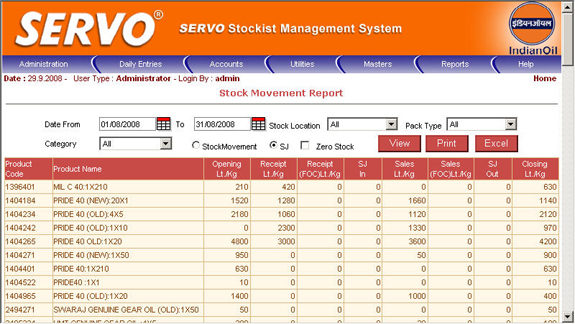 SERVO®
SERVO Stockist Management System
इंडियनऑयल
IndianOil
Administration Daily Entries Accounts Utilities Masters Reports Help
Date : 29.9.2008 - User Type : Administrator - Login By : admin Home
Stock Movement Report
Date From 01/08/2008 To 31/08/2008 Stock Location All Pack Type All
Category All StockMovement SJ Zero Stock View Print Excel
Product Code Product Name Opening Lt./Kg Receipt Lt./Kg Receipt (FOC)Lt./Kg SJ In Sales Lt./Kg Sales (FOC)Lt./Kg SJ Out Closing Lt./Kg
1396401 MIL C 40:1X210 210 420 0 0 0 0 0 630
1404184 PRIDE 40 (NEW):20X1 1520 1280 0 0 1660 0 0 1140
1404234 PRIDE 40 (OLD):4X5 2180 1060 0 0 1120 0 0 2120
1404242 PRIDE 40 (OLD):1X10 0 2300 0 0 1330 0 0 970
1404265 PRIDE 40 OLD:1X20 4800 3000 0 0 3600 0 0 4200
1404271 PRIDE 40 (NEW):1X50 950 0 0 0 50 0 0 900
1404401 PRIDE 40:1X210 630 0 0 0 0 0 0 630
1404522 PRIDE40 :1X1 10 0 0 0 0 0 0 10
1404965 PRIDE 40 (OLD):1X20 1400 0 0 0 1000 0 0 400
2494271 SWARAJ GENUINE GEAR OIL (OLD):1X50 50 0 0 0 0 0 0 50